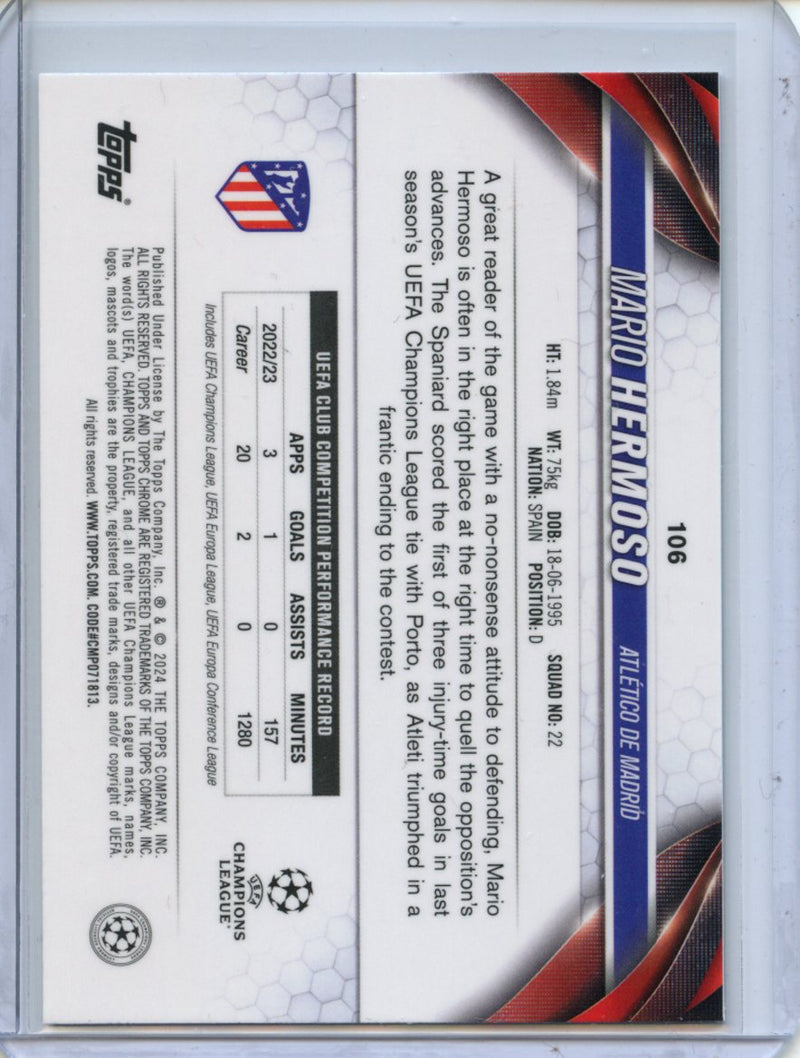 106
MARIO HERMOSO ATLÉTICO DE MADRID
HT: 1.84m WT: 75kg DOB: 18-06-1995 SQUAD NO: 22
NATION: SPAIN POSITION: D
A great reader of the game with a no-nonsense attitude to defending, Mario
Hermoso is often in the right place at the right time to quell the opposition's
advances. The Spaniard scored the first of three injury-time goals in last
season's UEFA Champions League tie with Porto, as Atleti triumphed in a
frantic ending to the contest.
UEFA CLUB COMPETITION PERFORMANCE RECORD
APPS GOALS ASSISTS MINUTES
2022/23 3 1 0 157
Career 20 2 0 1280
Includes UEFA Champions League, UEFA Europa League, UEFA Europa Conference League
UEFA
CHAMPIONS
LEAGUE®
topps®
Published Under License by The Topps Company, Inc. ® & © 2024 THE TOPPS COMPANY, INC.
ALL RIGHTS RESERVED. TOPPS AND TOPPS CHROME ARE REGISTERED TRADEMARKS OF THE TOPPS COMPANY, INC.
The word(s) UEFA, CHAMPIONS LEAGUE, and all other UEFA Champions League marks, names,
logos, mascots and trophies are the property, registered trade marks, designs and/or copyright of UEFA.
All rights reserved. WWW.TOPPS.COM. CODE#CMP071813.